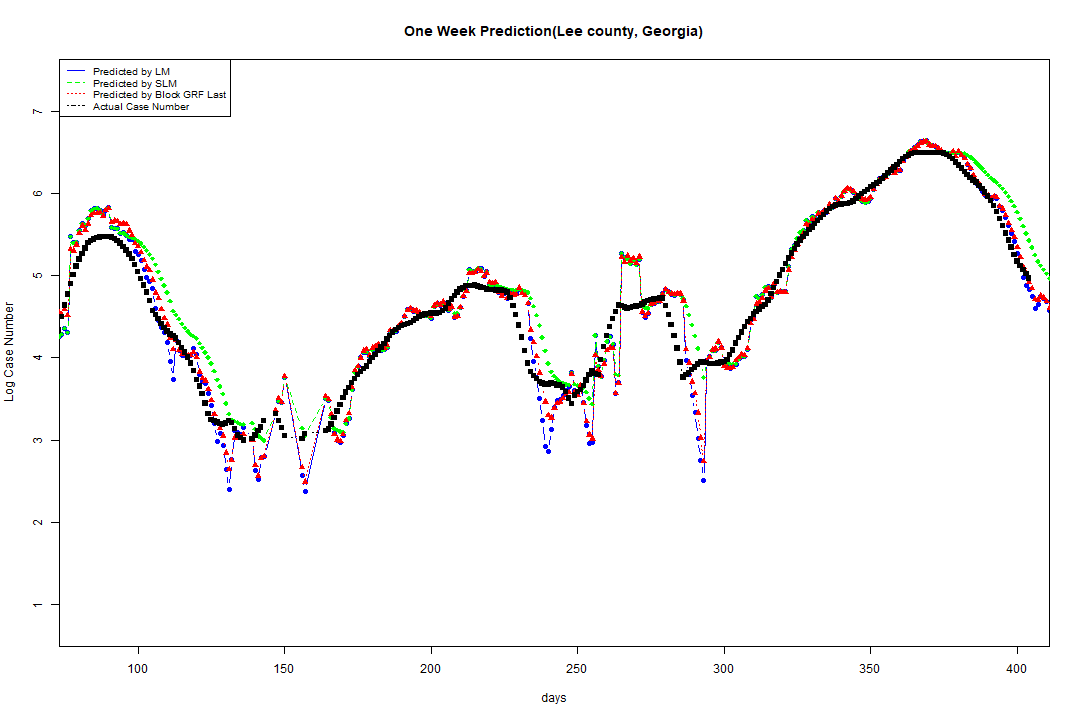 One Week Prediction(Lee county, Georgia)
Predicted by LM
Predicted by SLM
Predicted by Block GRF Last
Actual Case Number
Log Case Number
7
6
5
4
3
2
1
100 150 200 250 300 350 400
days